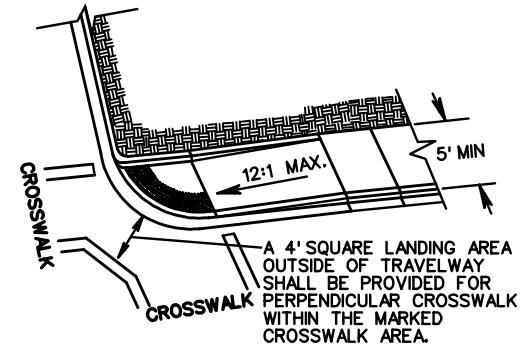 12:1 MAX.
5' MIN
CROSSWALK
CROSSWALK
A 4' SQUARE LANDING AREA
OUTSIDE OF TRAVELWAY
SHALL BE PROVIDED FOR
PERPENDICULAR CROSSWALK
WITHIN THE MARKED
CROSSWALK AREA.